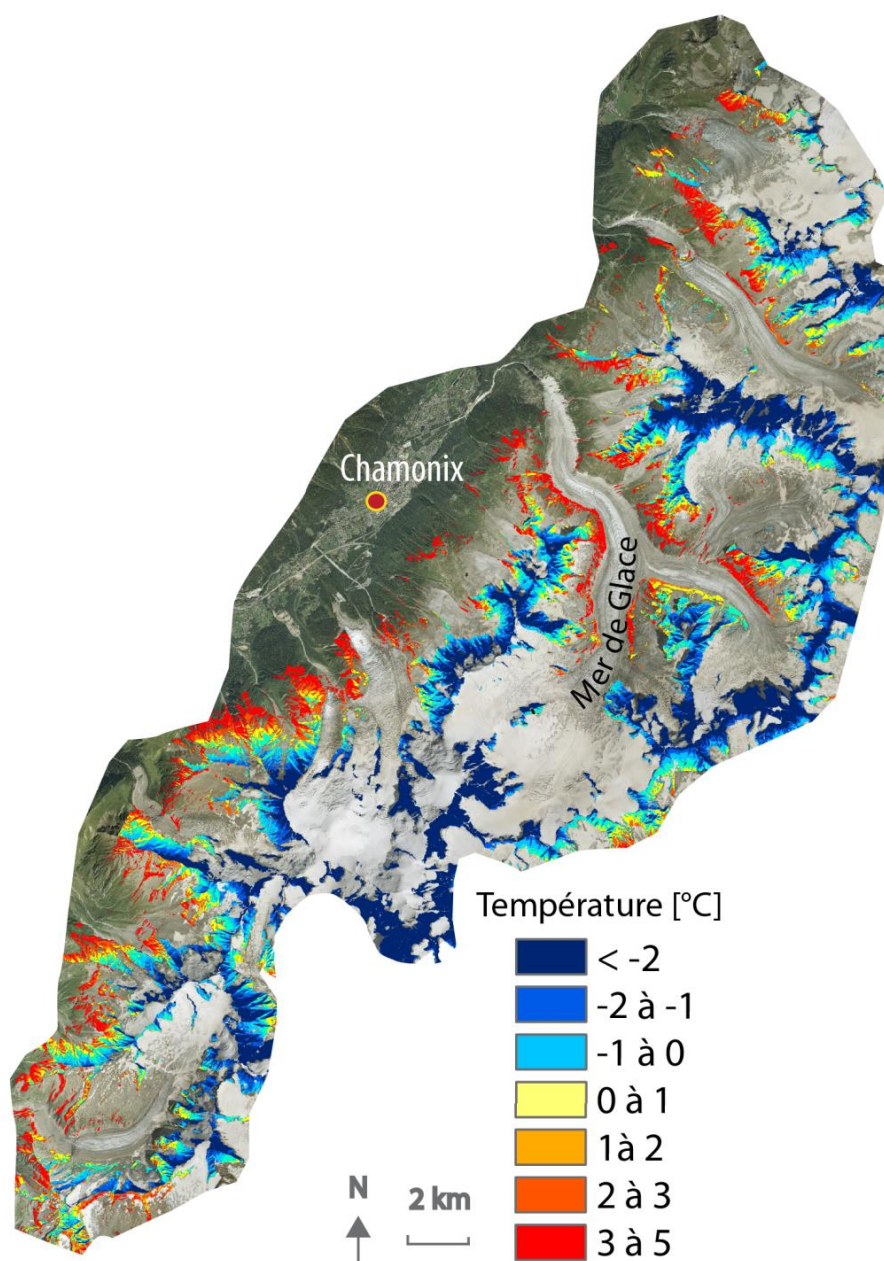 Chamonix
Mer de Glace
Température [°C]
< -2
-2 à -1
-1 à 0
0 à 1
1à 2
2 à 3
3 à 5
N
2 km